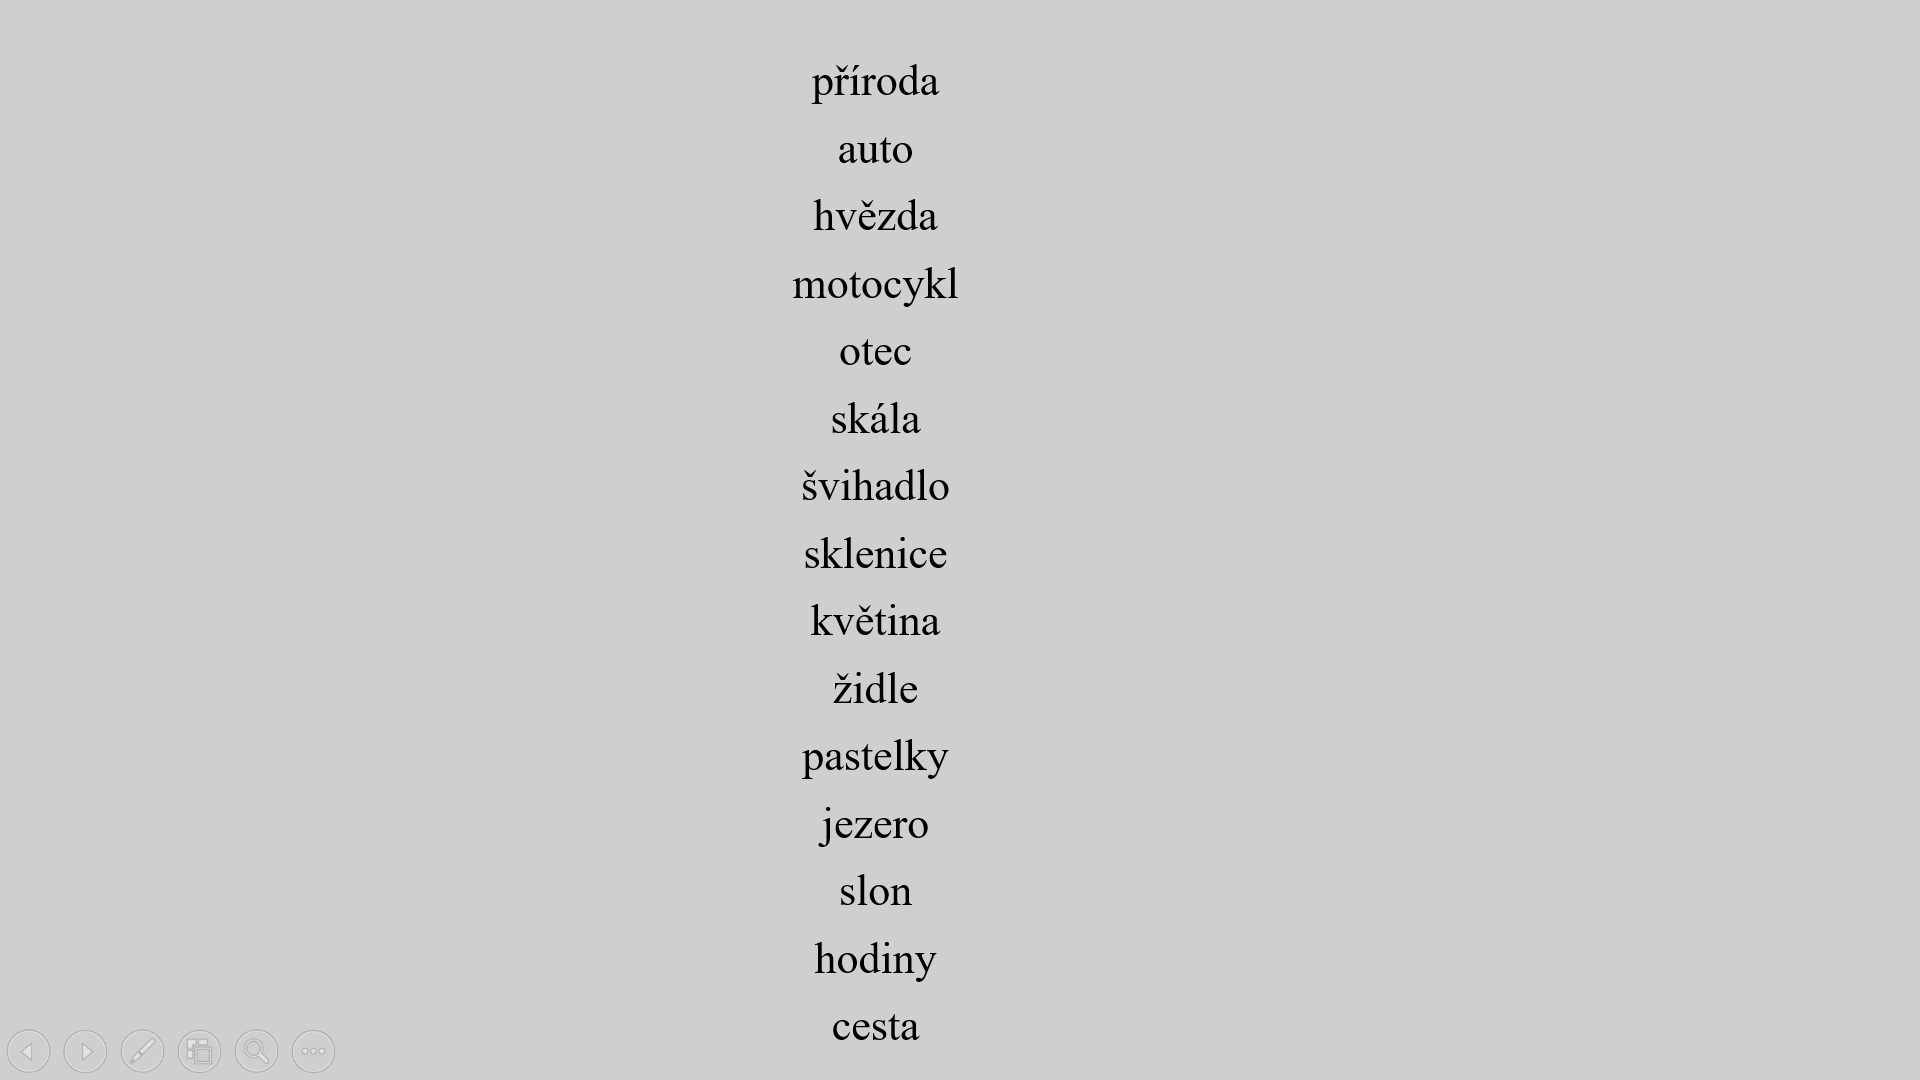 příroda
auto
hvězda
motocykl
otec
skála
švihadlo
sklenice
květina
židle
pastelky
jezero
slon
hodiny
cesta